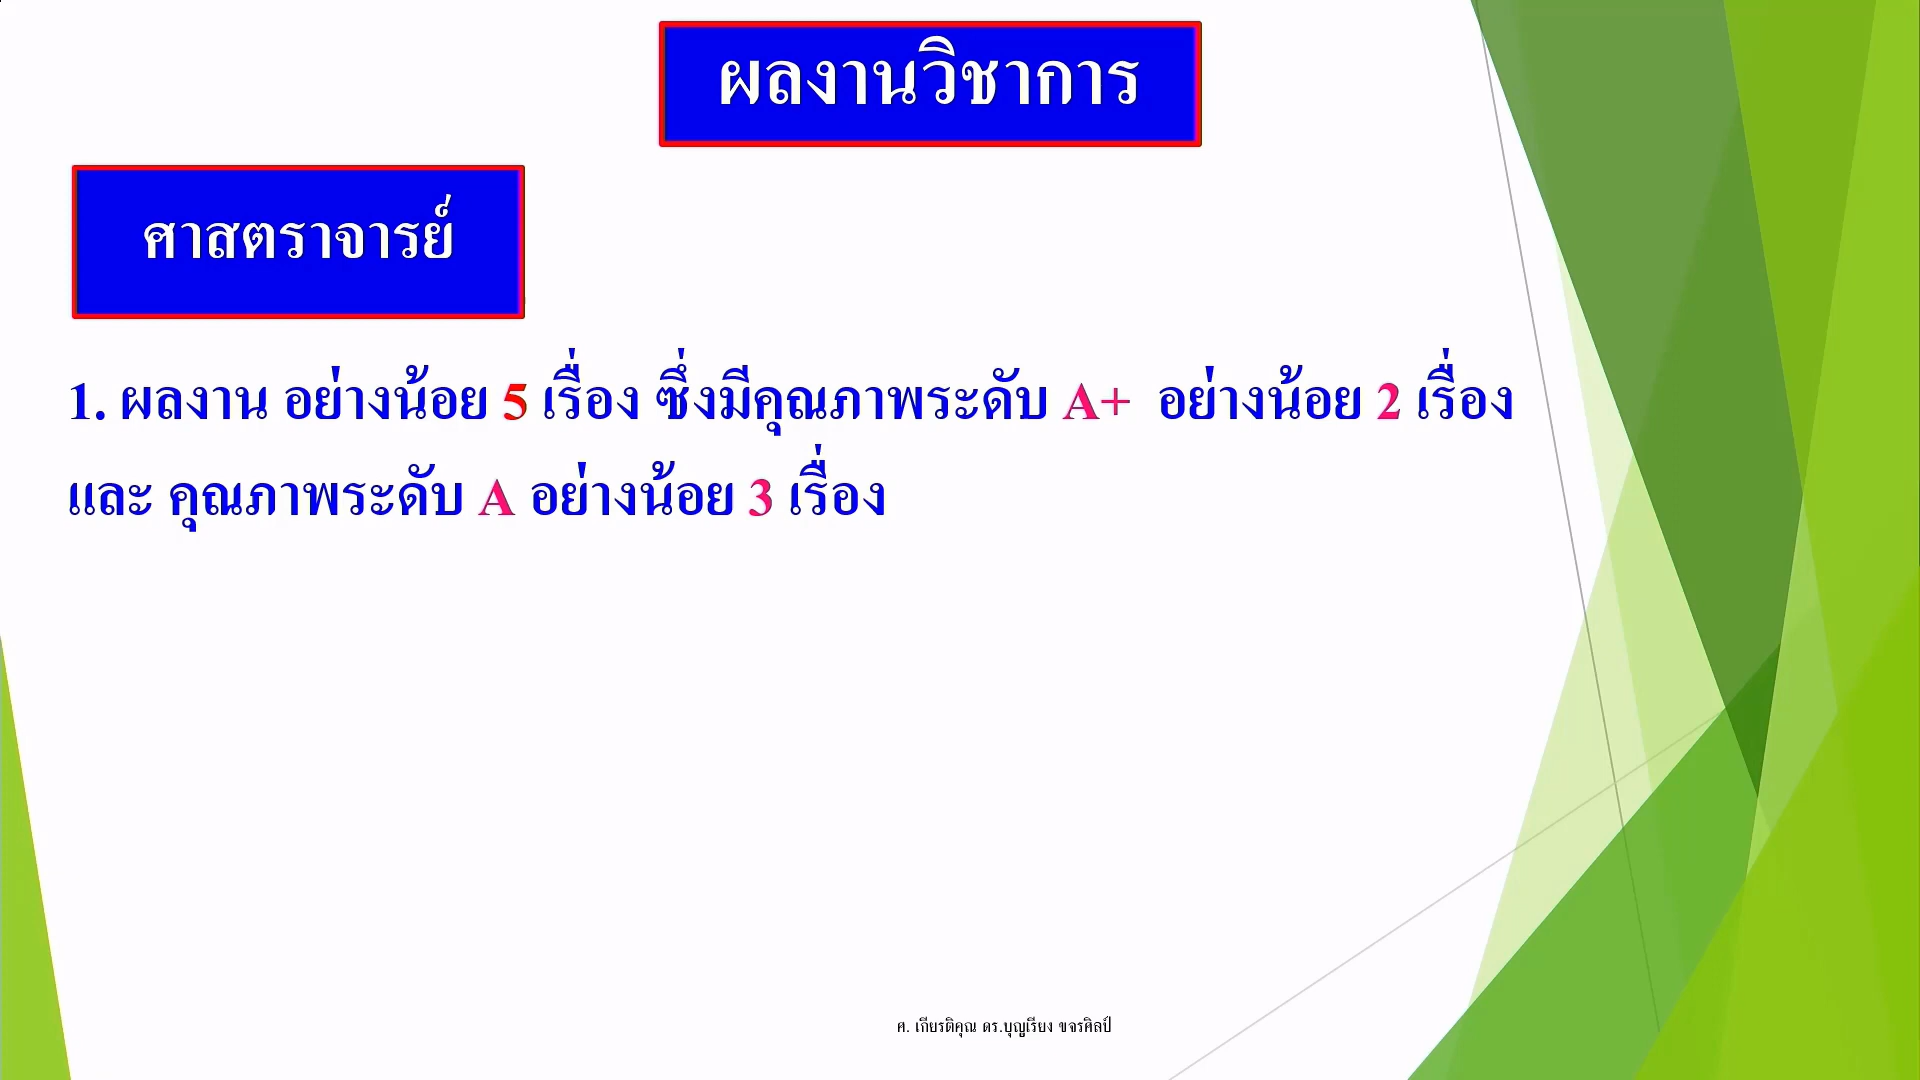 ผลงานวิชาการ
ศาสตราจารย์
1. ผลงาน อย่างน้อย 5 เรื่อง ซึ่งมีคุณภาพระดับ A+ อย่างน้อย 2 เรื่อง
และ คุณภาพระดับ A อย่างน้อย 3 เรื่อง
ศ. เกียรติคุณ ดร.บุญเรียง ขจรศิลป์